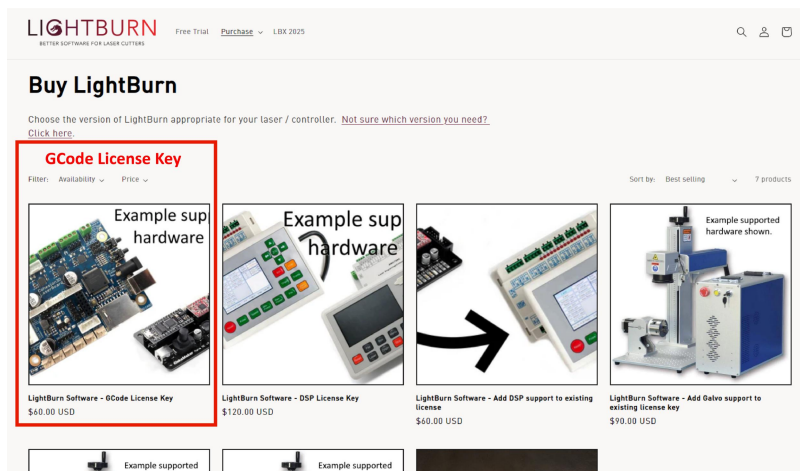 LIGHTBURN
BETTER SOFTWARE FOR LASER CUTTERS
Free Trial Purchase LBX 2025
Buy LightBurn
Choose the version of LightBurn appropriate for your laser / controller. Not sure which version you need?
Click here.
GCode License Key
Filter: Availability Price
Sort by: Best selling 7 products
Example sup
hardware
Example sup
hardware
Example supported
hardware shown.
LightBurn Software - GCode License Key
$60.00 USD
LightBurn Software - DSP License Key
$120.00 USD
LightBurn Software - Add DSP support to existing
license
$60.00 USD
LightBurn Software - Add Galvo support to
existing license key
$90.00 USD
Example supported
Example supported